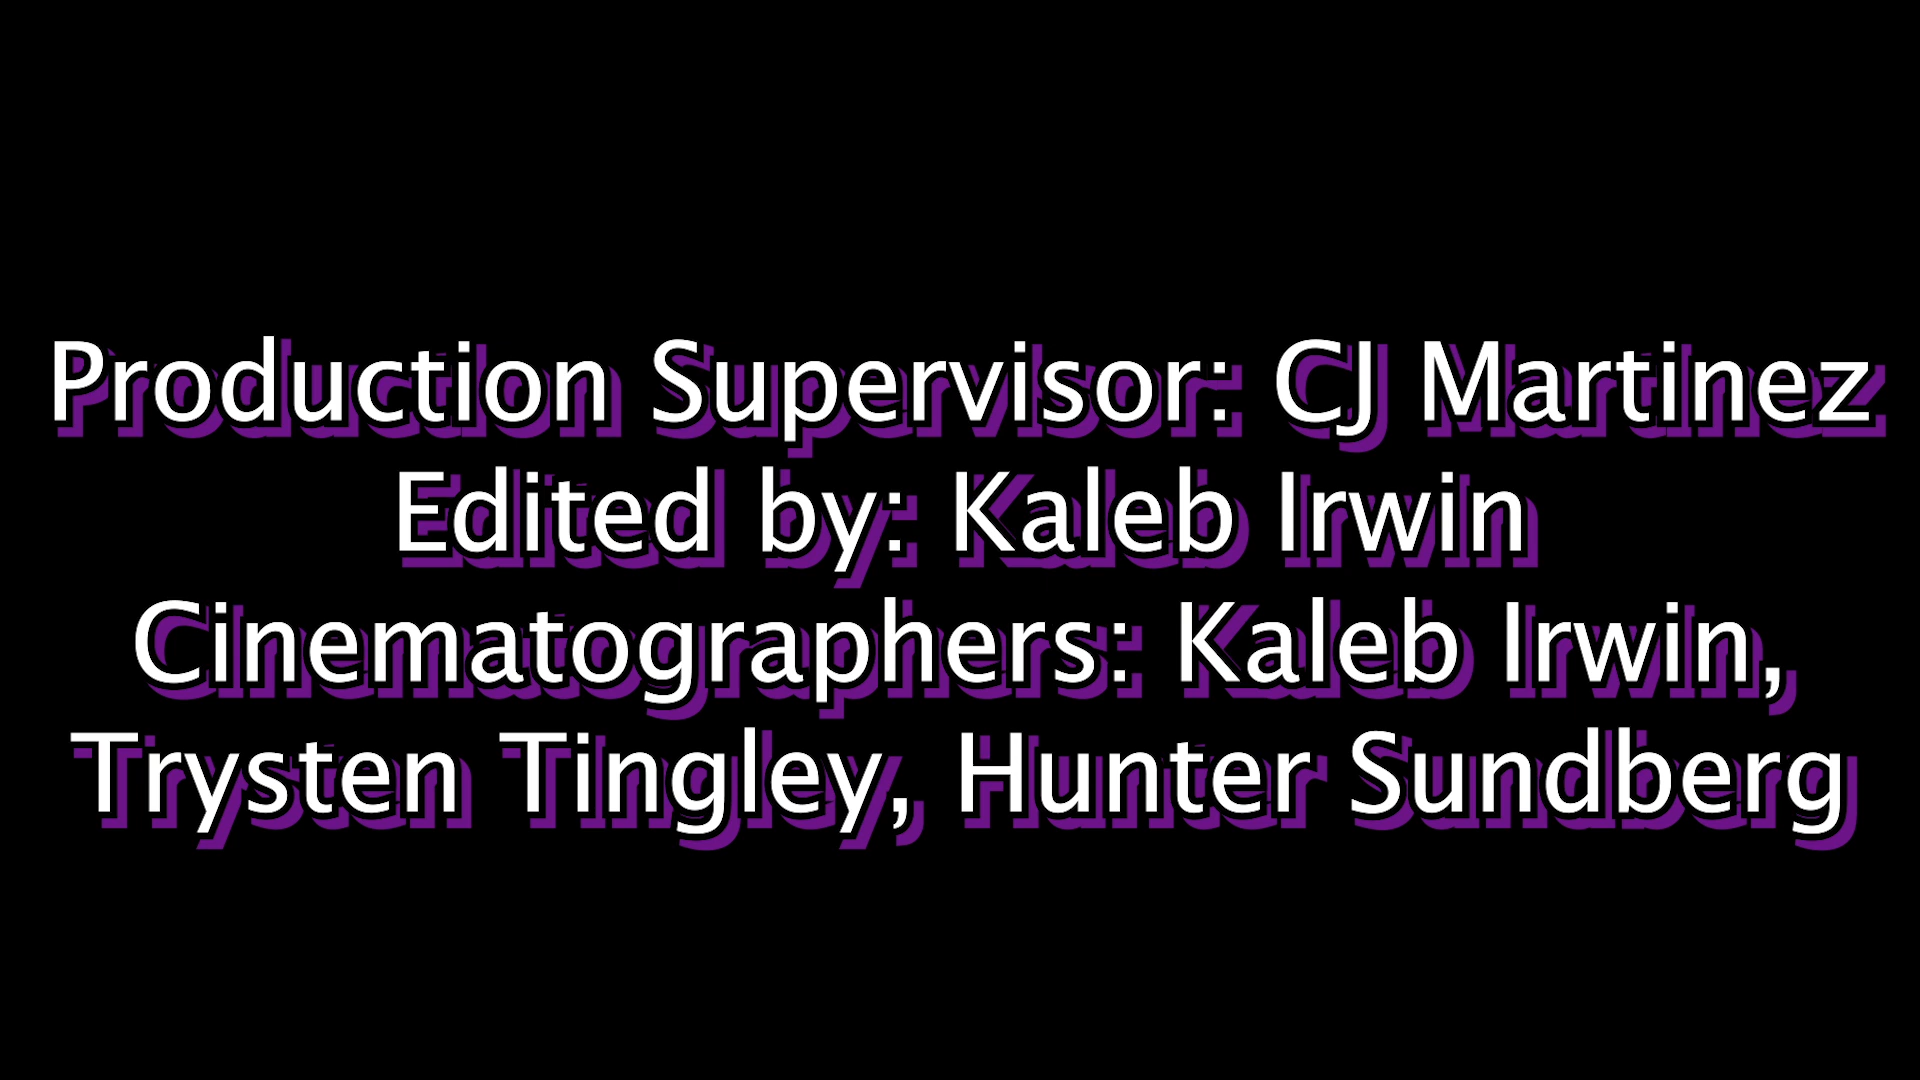 Production Supervisor: CJ Martinez
Edited by: Kaleb Irwin
Cinematographers: Kaleb Irwin,
Trysten Tingley, Hunter Sundberg